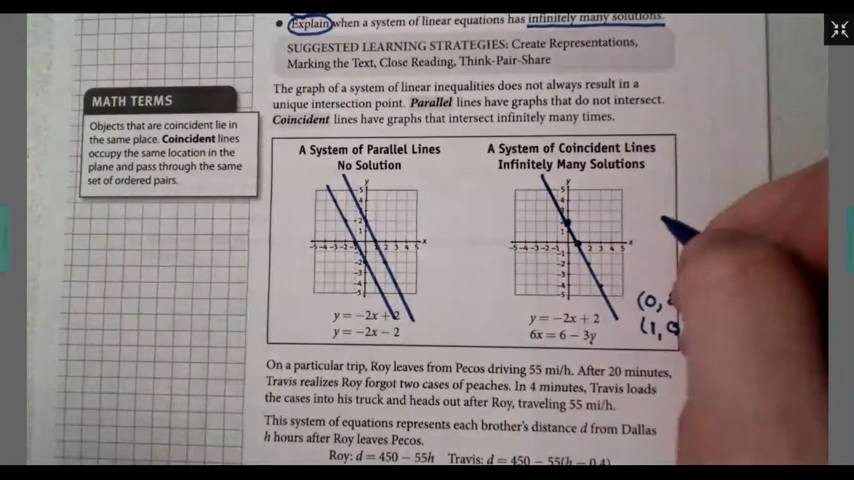 • Explain when a system of linear equations has infinitely many solutions.
SUGGESTED LEARNING STRATEGIES: Create Representations,
Marking the Text, Close Reading, Think-Pair-Share
The graph of a system of linear inequalities does not always result in a
unique intersection point. Parallel lines have graphs that do not intersect.
Coincident lines have graphs that intersect infinitely many times.
MATH TERMS
Objects that are coincident lie in
the same place. Coincident lines
occupy the same location in the
plane and pass through the same
set of ordered pairs.
A System of Parallel Lines
No Solution
y = −2x + 2
y = −2x − 2
A System of Coincident Lines
Infinitely Many Solutions
y = −2x + 2
6x = 6 − 3y
(0,
(1, 0
On a particular trip, Roy leaves from Pecos driving 55 mi/h. After 20 minutes,
Travis realizes Roy forgot two cases of peaches. In 4 minutes, Travis loads
the cases into his truck and heads out after Roy, traveling 55 mi/h.
This system of equations represents each brother's distance d from Dallas
h hours after Roy leaves Pecos.
Roy: d = 450 − 55h Travis: d = 450 − 55(h − 0.4)